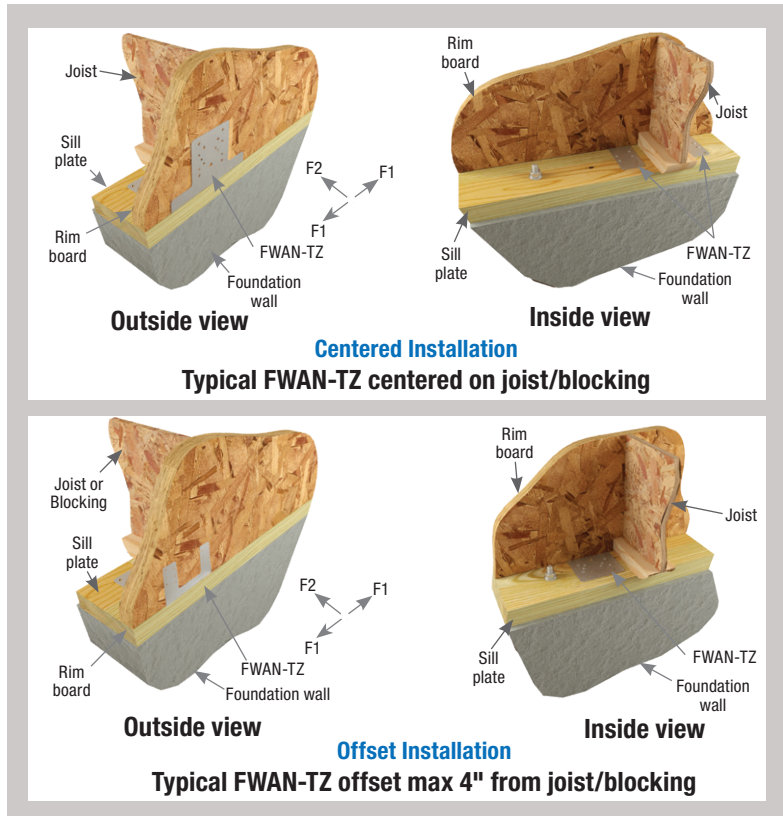 Joist
Sill
plate
Rim
board
F2
F1
F1
FWAN-TZ
Foundation
wall
Outside view
Rim
board
Joist
Sill
plate
FWAN-TZ
Foundation
wall
Inside view
Centered Installation
Typical FWAN-TZ centered on joist/blocking
Joist or
Blocking
Sill
plate
Rim
board
F2
F1
F1
FWAN-TZ
Foundation wall
Outside view
Rim
board
Joist
Sill
plate
FWAN-TZ
Foundation
wall
Inside view
Offset Installation
Typical FWAN-TZ offset max 4" from joist/blocking